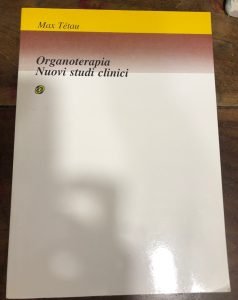 Max Tétau
Organoterapia
Nuovi studi clinici